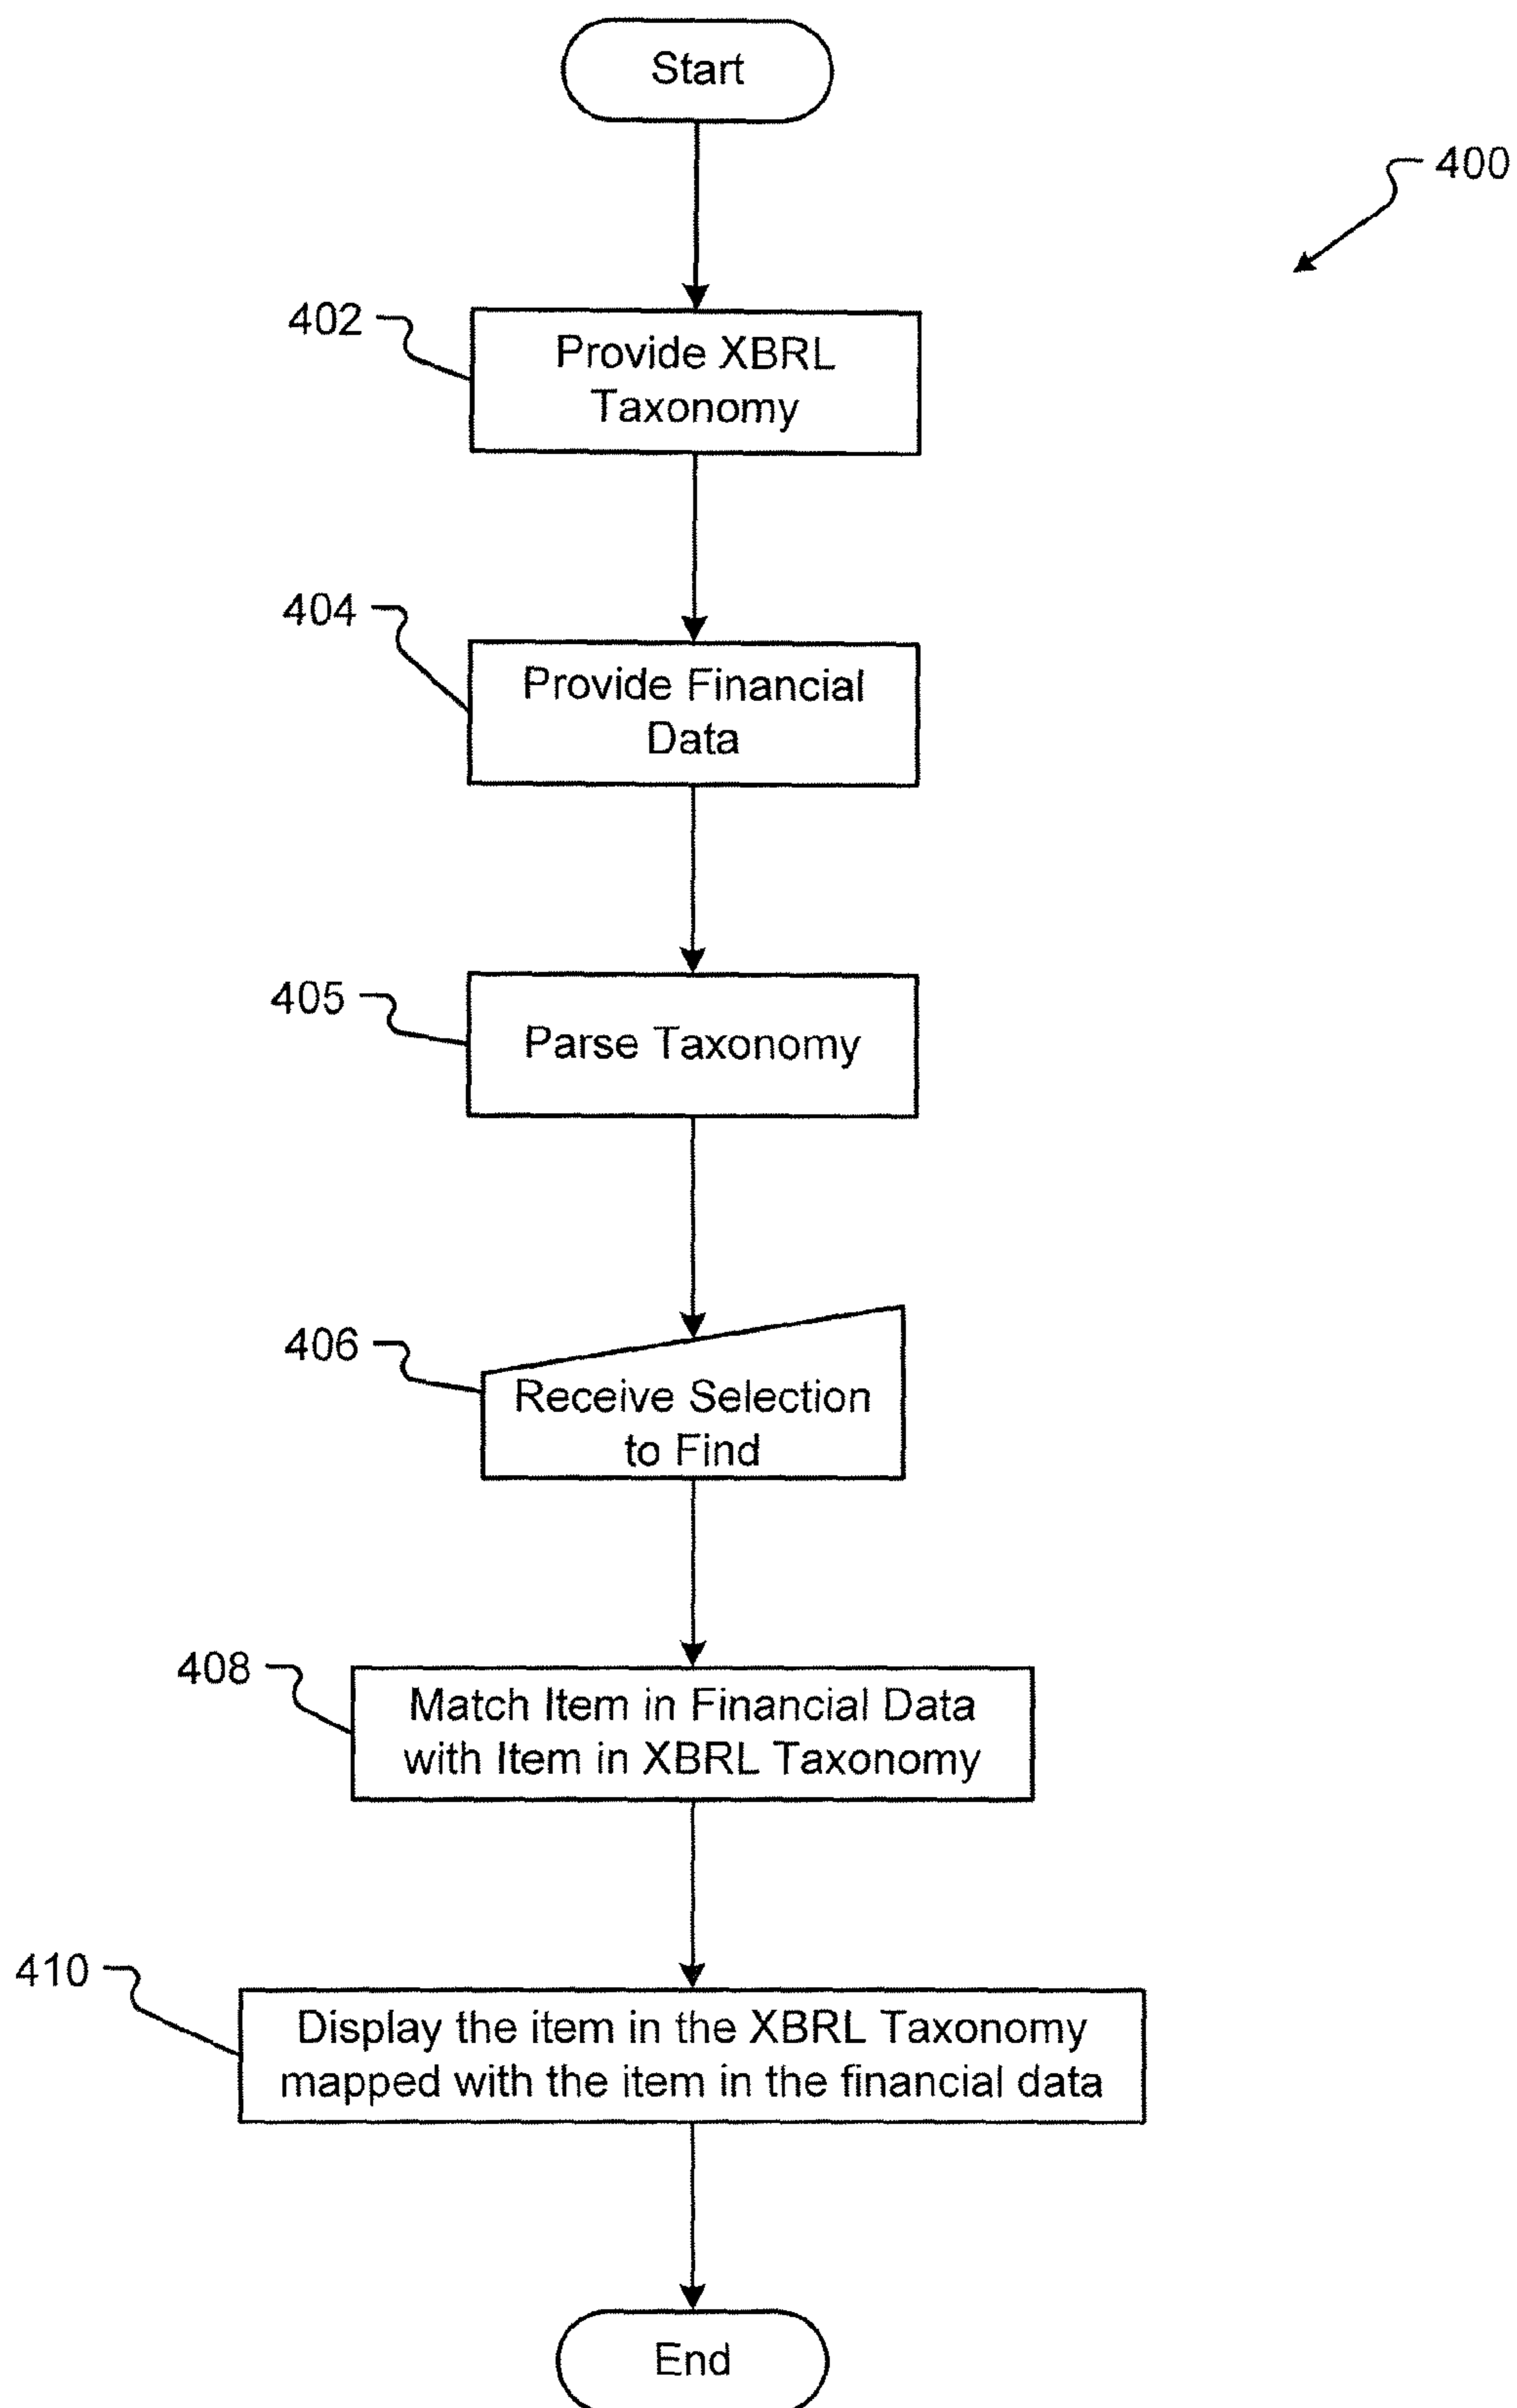 Start
400
402
Provide XBRL
Taxonomy
404
Provide Financial
Data
405
Parse Taxonomy
406
Receive Selection
to Find
408
Match Item in Financial Data
with Item in XBRL Taxonomy
410
Display the item in the XBRL Taxonomy
mapped with the item in the financial data
End